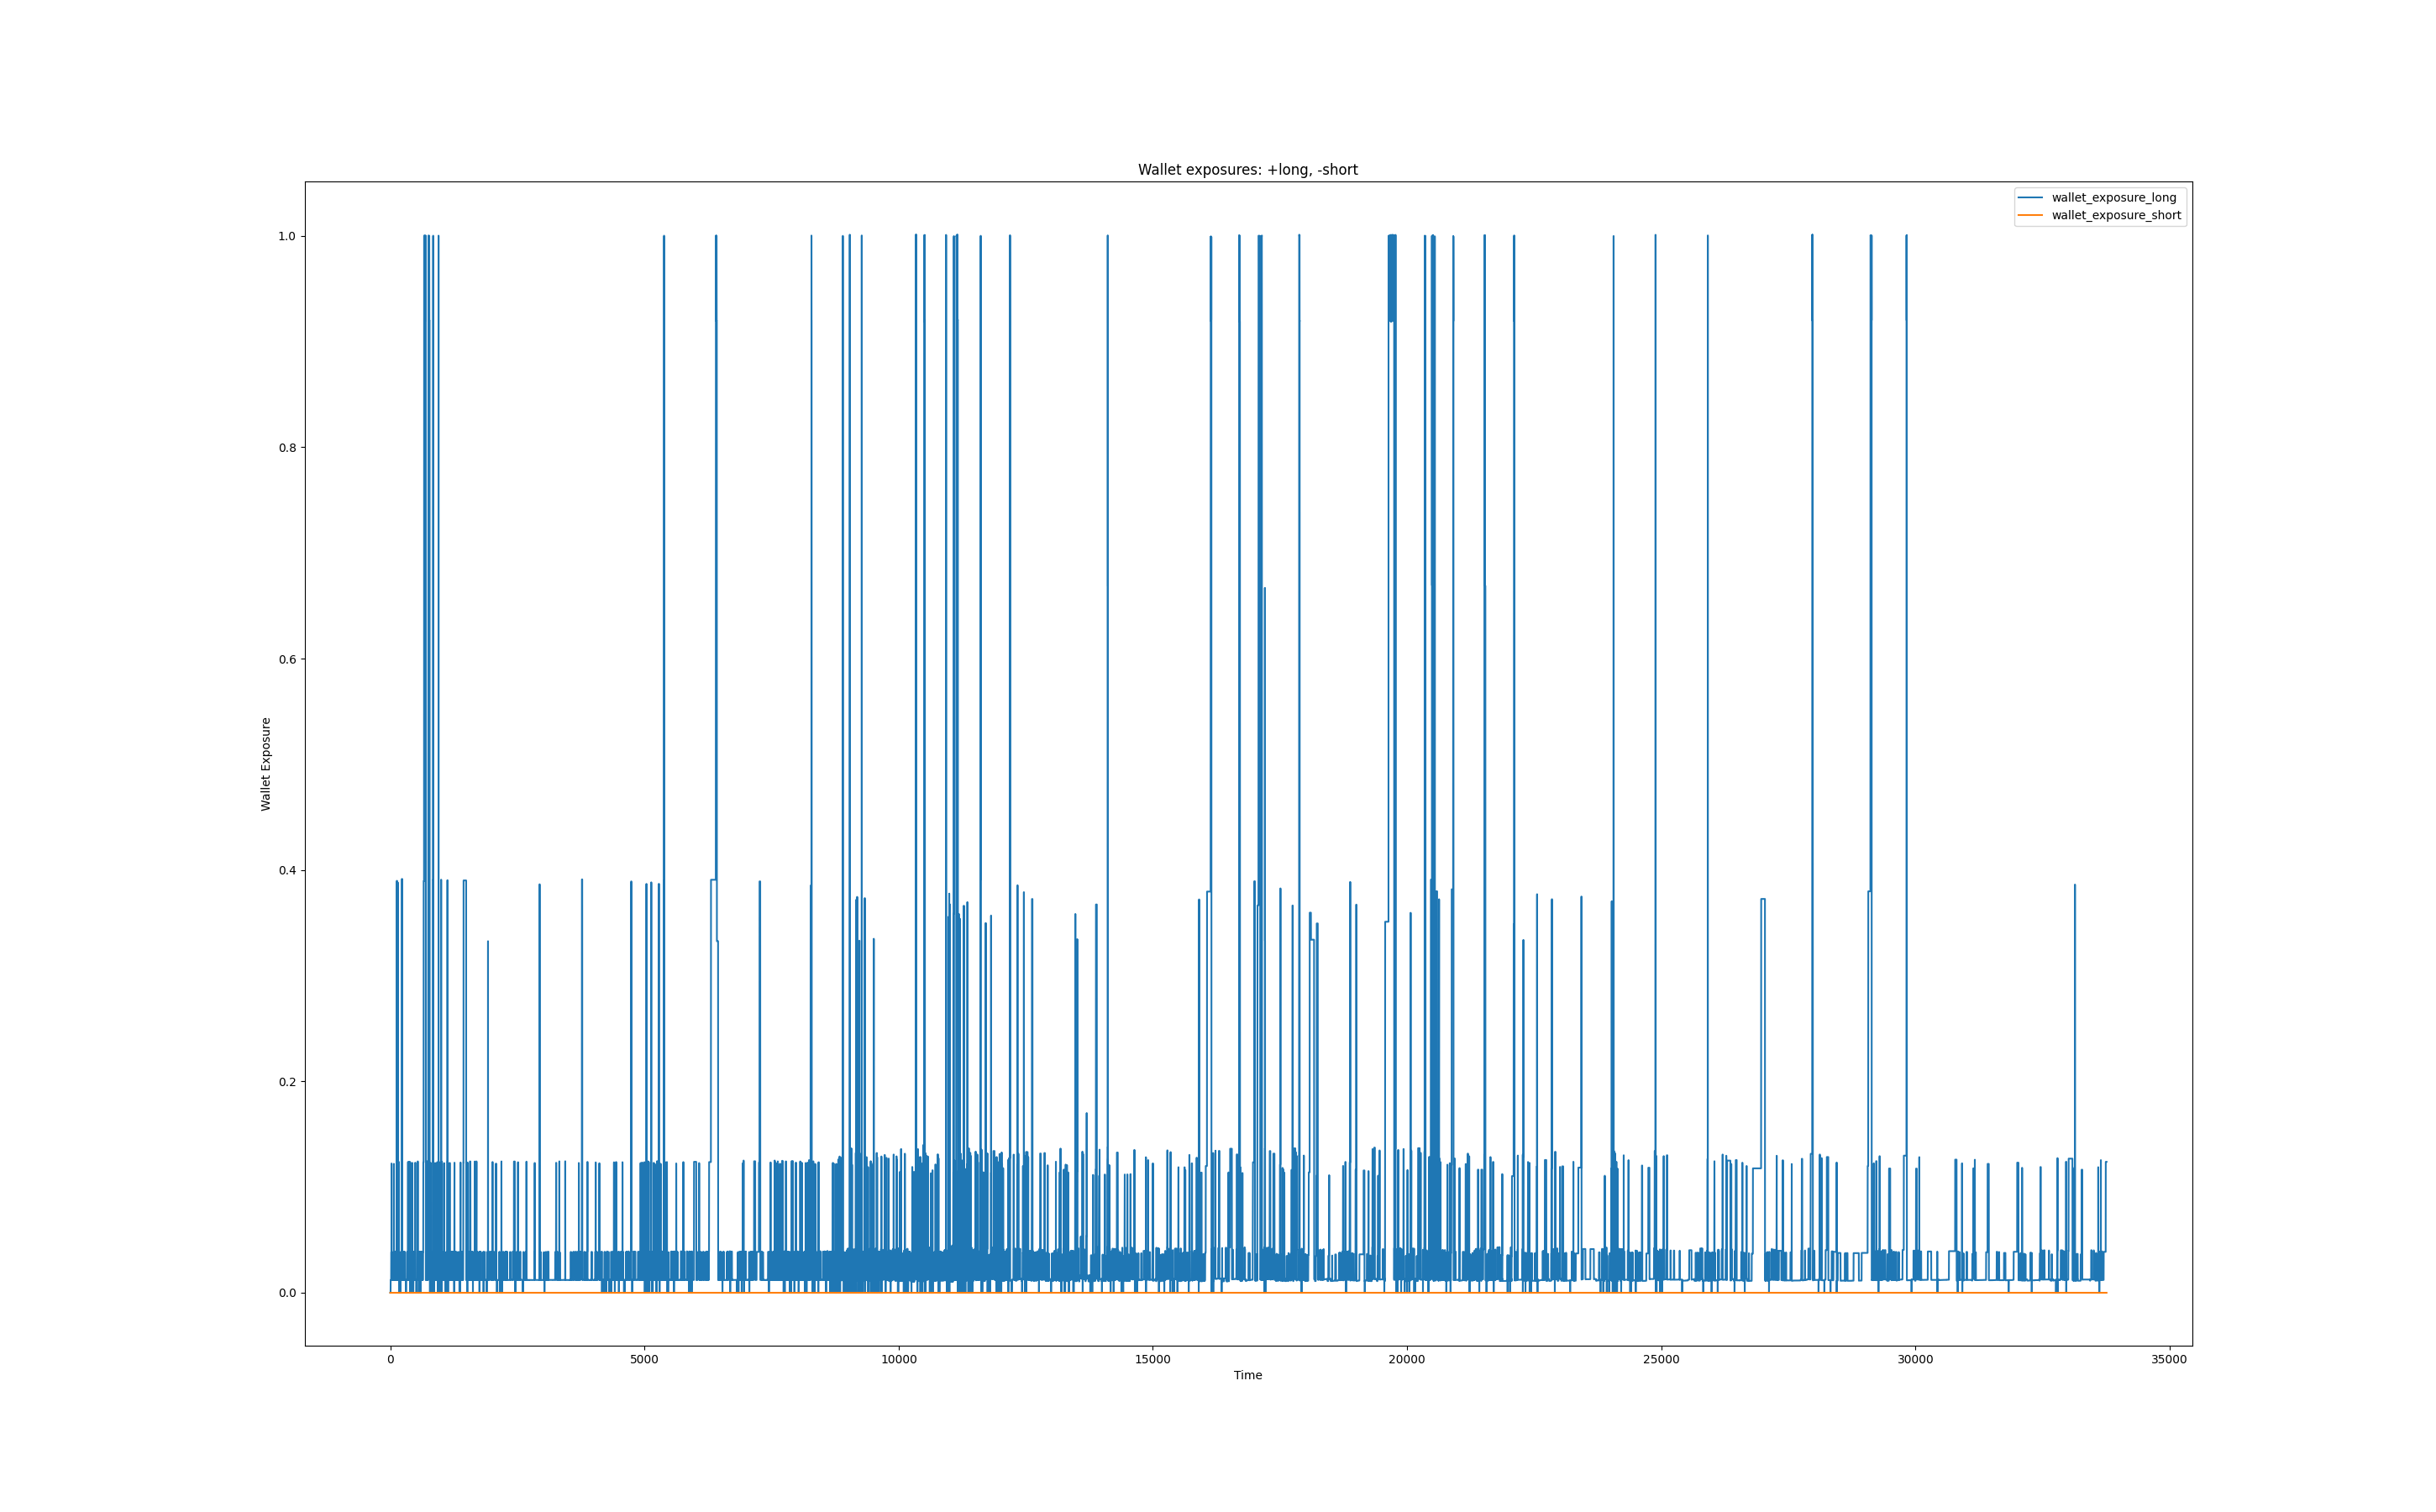 Wallet exposures: +long, -short
wallet_exposure_long
wallet_exposure_short
1.0
0.8
0.6
0.4
0.2
0.0
Wallet Exposure
0 5000 10000 15000 20000 25000 30000 35000
Time